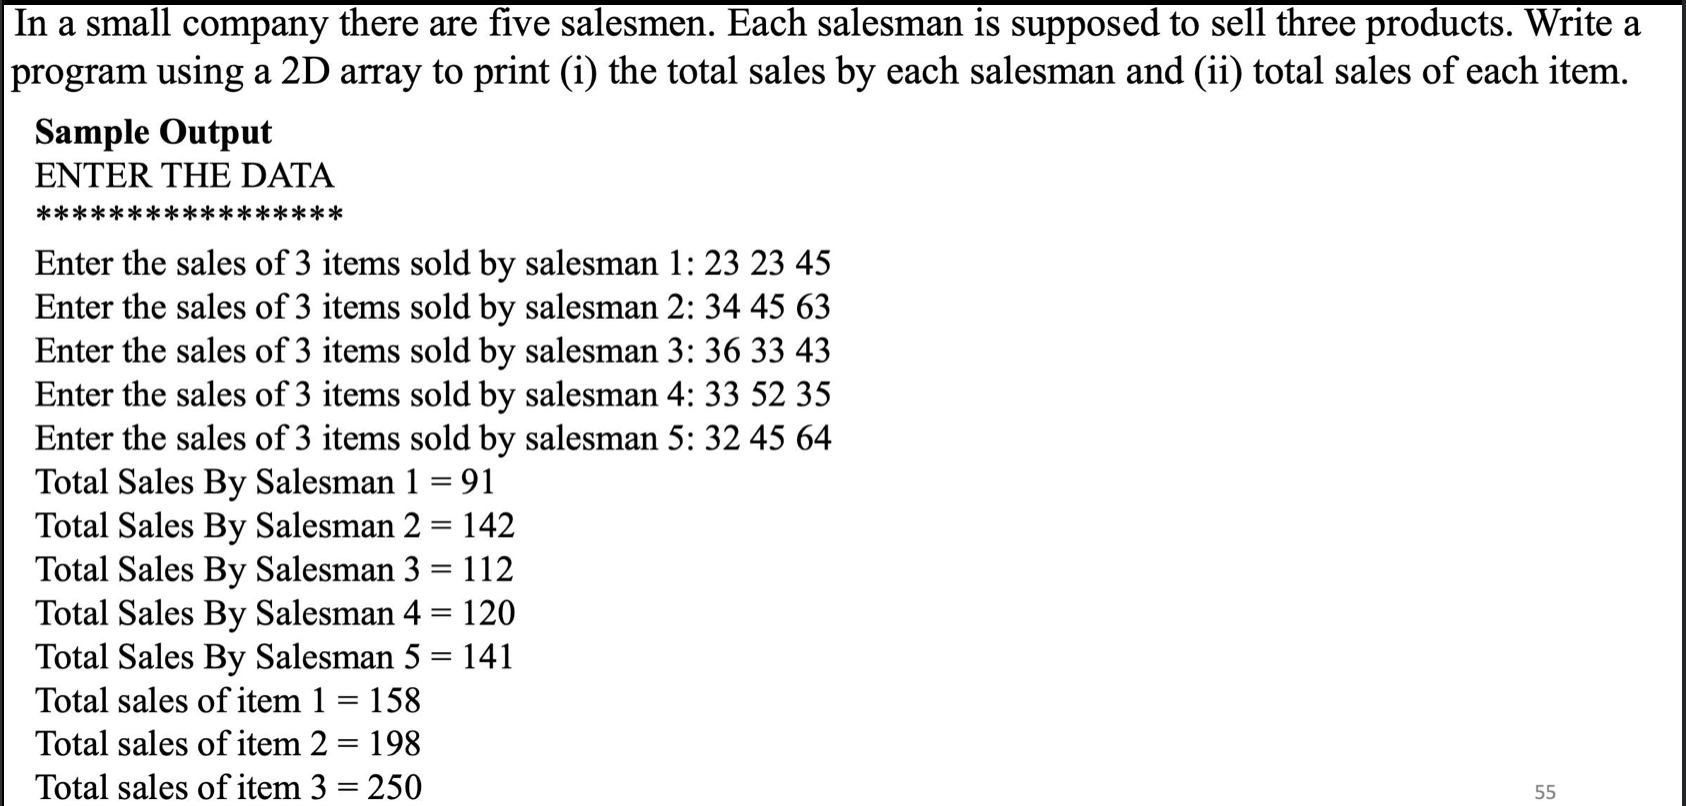 In a small company there are five salesmen. Each salesman is supposed to sell three products. Write a
program using a 2D array to print (i) the total sales by each salesman and (ii) total sales of each item.
Sample Output
ENTER THE DATA
*****************
Enter the sales of 3 items sold by salesman 1: 23 23 45
Enter the sales of 3 items sold by salesman 2: 34 45 63
Enter the sales of 3 items sold by salesman 3: 36 33 43
Enter the sales of 3 items sold by salesman 4: 33 52 35
Enter the sales of 3 items sold by salesman 5: 32 45 64
Total Sales By Salesman 1 = 91
Total Sales By Salesman 2 = 142
Total Sales By Salesman 3 = 112
Total Sales By Salesman 4 = 120
Total Sales By Salesman 5 = 141
Total sales of item 1 = 158
Total sales of item 2 = 198
Total sales of item 3 = 250
55